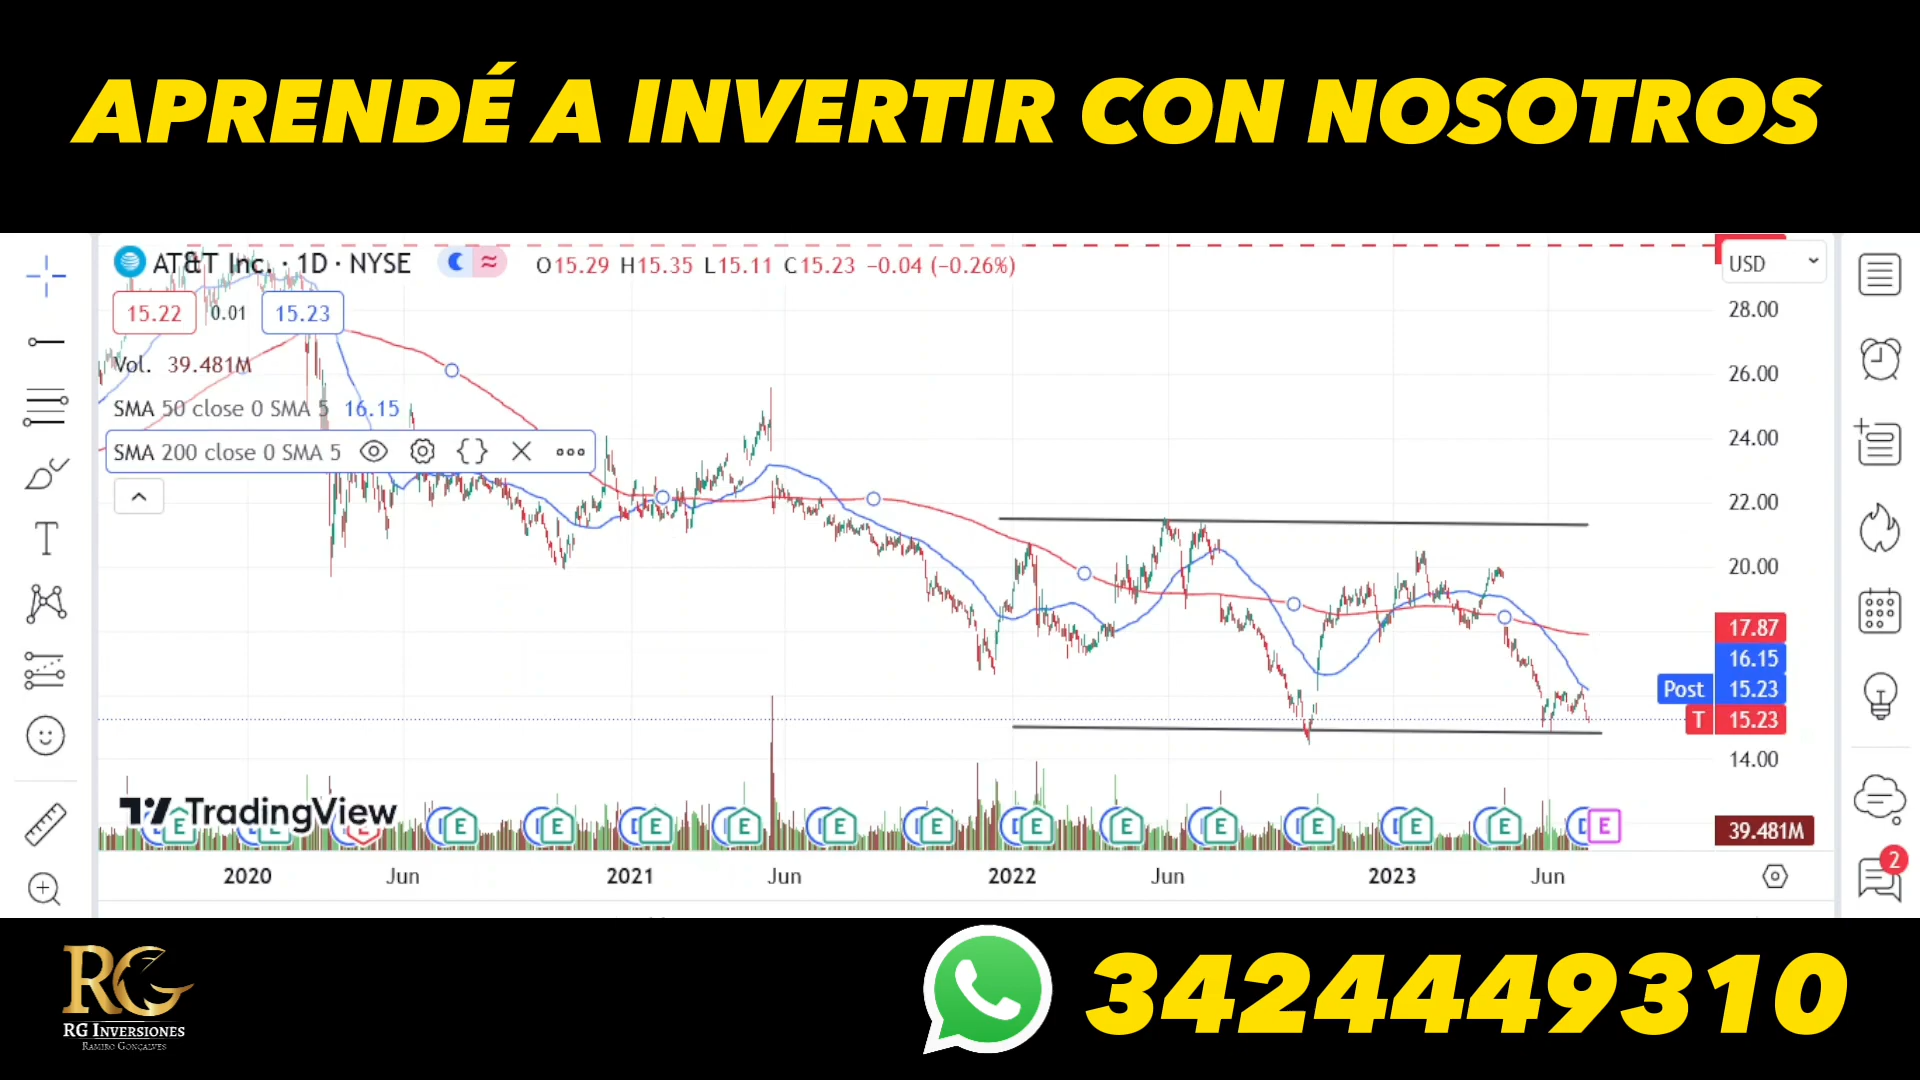 APRENDÉ A INVERTIR CON NOSOTROS
AT&T Inc. · 1D · NYSE
O15.29 H15.35 L15.11 C15.23 −0.04 (−0.26%)
USD
15.22 0.01 15.23
28.00
Vol. 39.481M
26.00
SMA 50 close 0 SMA 5 16.15
24.00
SMA 200 close 0 SMA 5
22.00
20.00
17.87
16.15
Post 15.23
T 15.23
14.00
TradingView
E E E E E E E E E E E E E E E E
39.481M
2020 Jun 2021 Jun 2022 Jun 2023 Jun
2
RG
RG INVERSIONES
RAMIRO GONÇALVES
3424449310